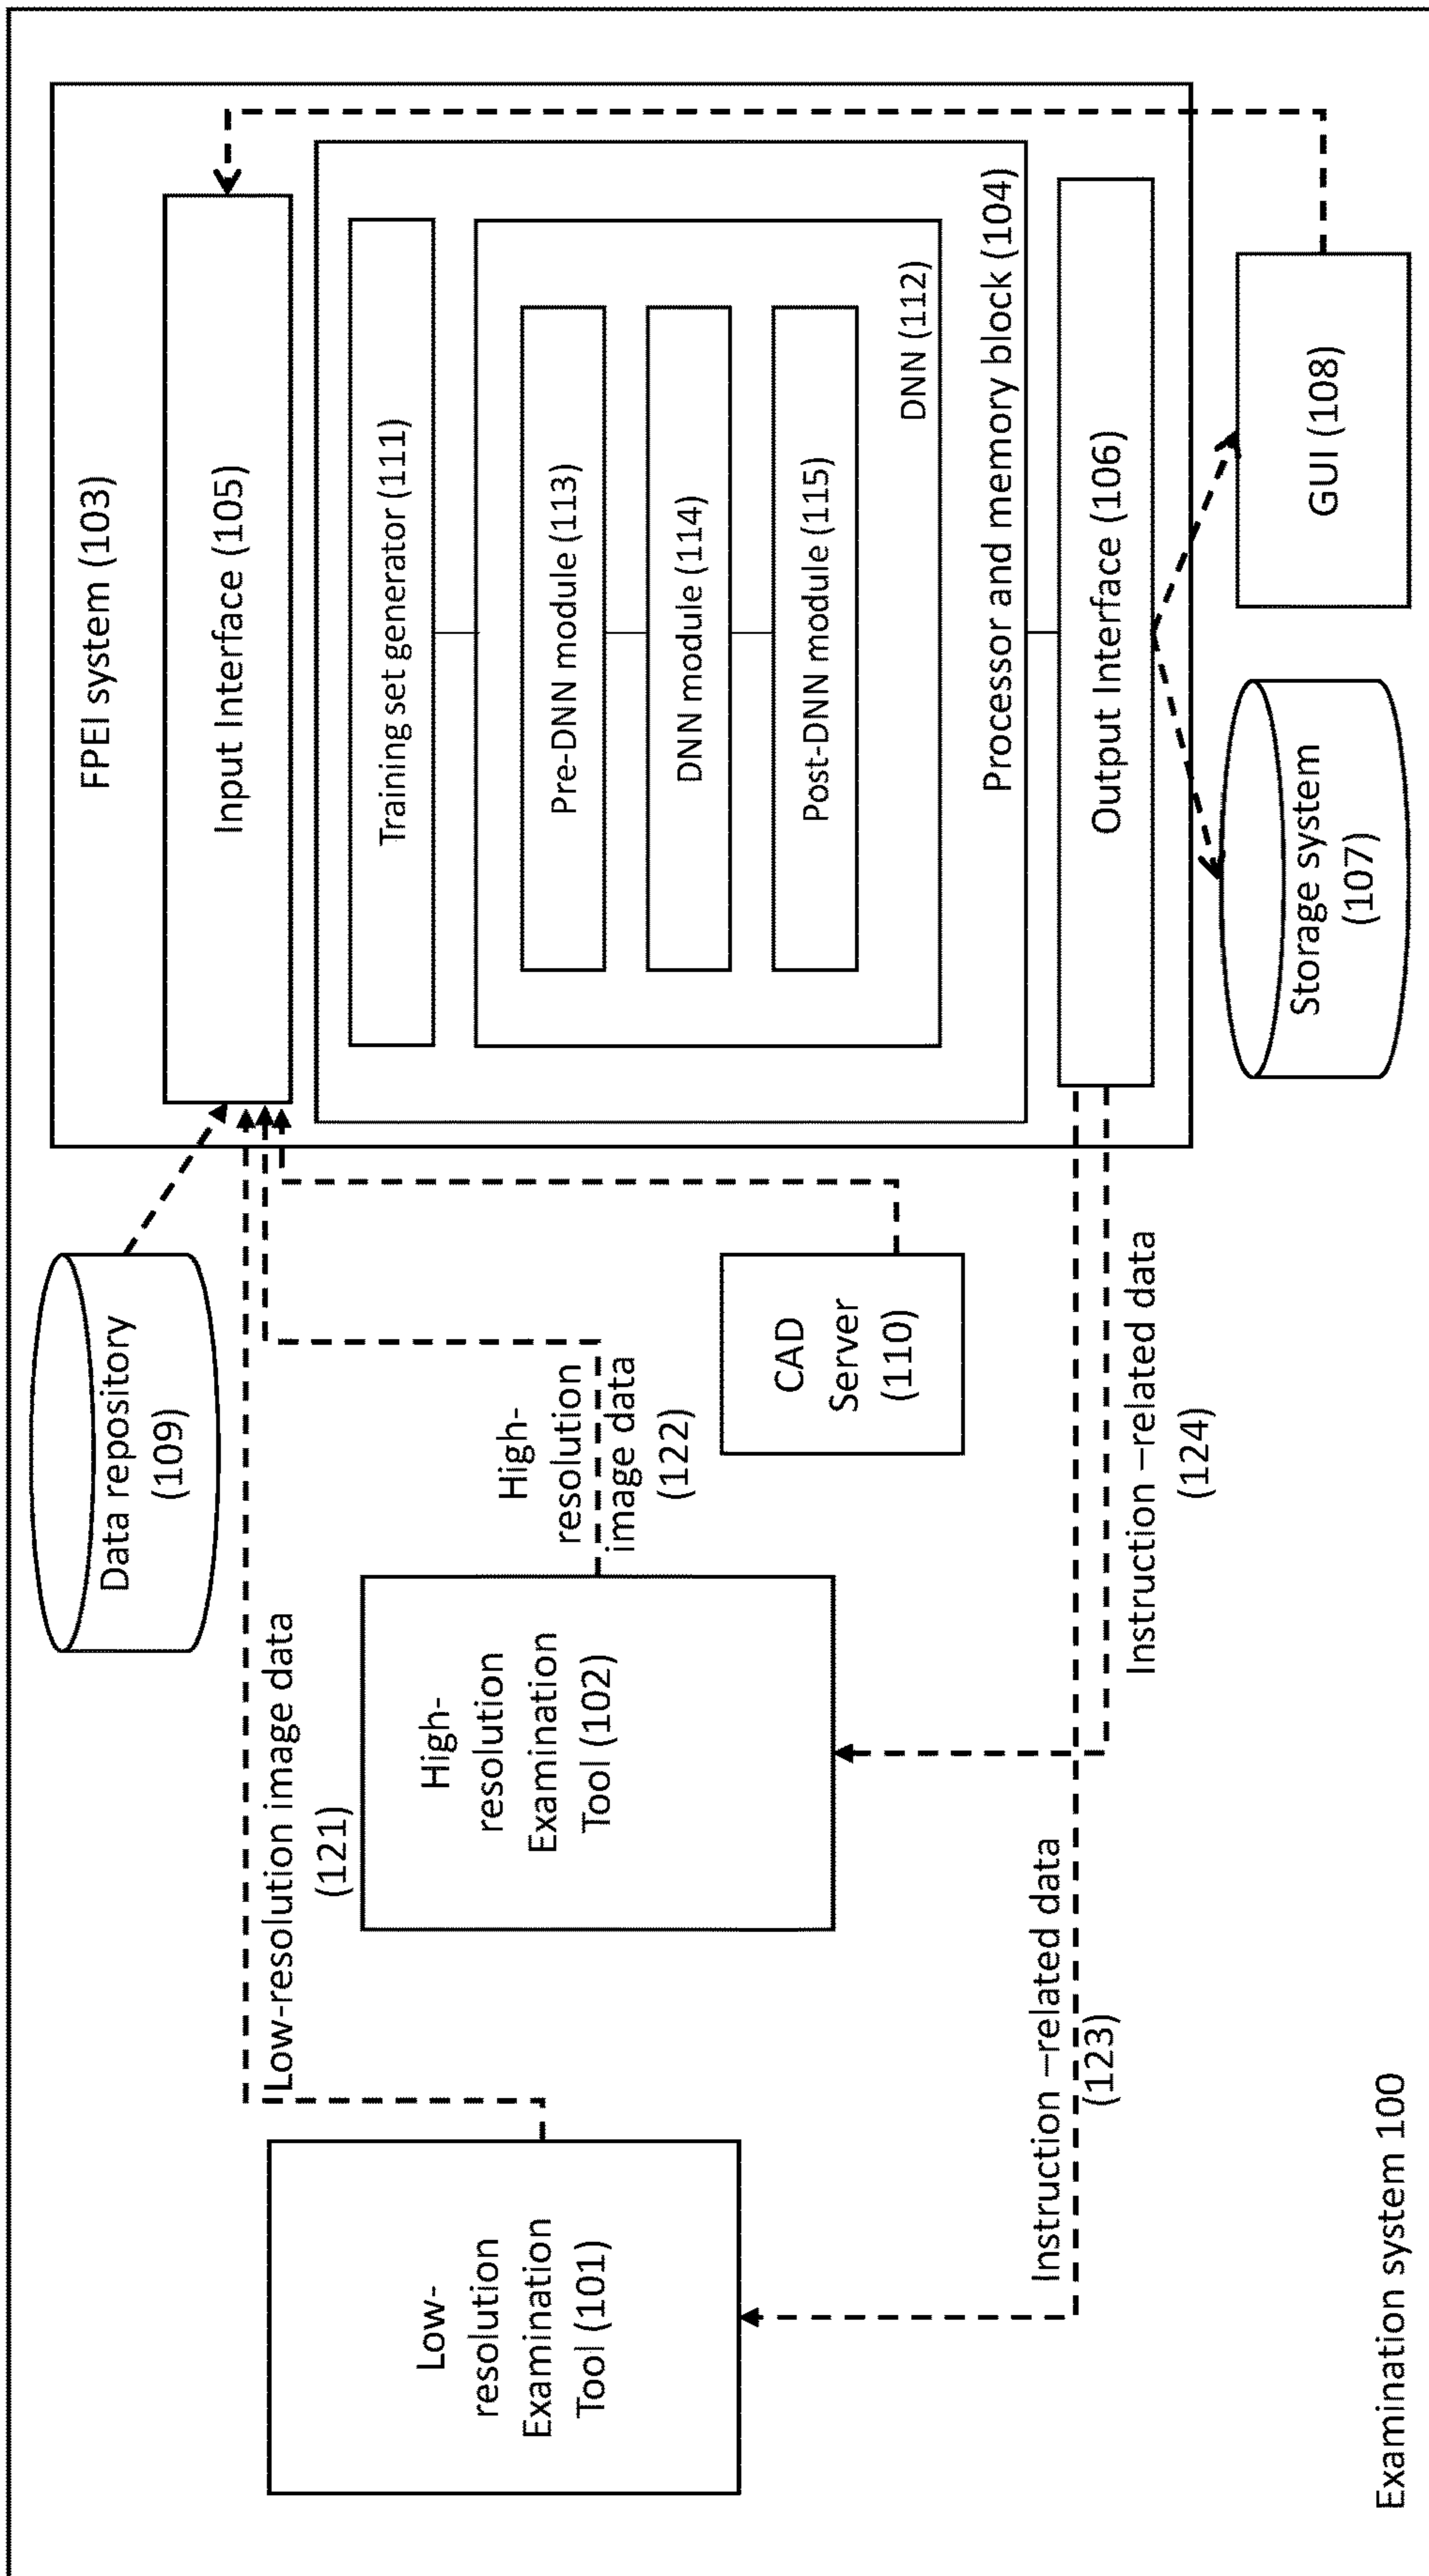 FPEI system (103)
Input Interface (105)
Training set generator (111)
Pre-DNN module (113)
DNN module (114)
Post-DNN module (115)
DNN (112)
Processor and memory block (104)
Output Interface (106)
Storage system
(107)
GUI (108)
Data repository
(109)
CAD
Server
(110)
Low-resolution image data
(121)
High-
resolution
image data
(122)
High-
resolution
Examination
Tool (102)
Low-
resolution
Examination
Tool (101)
Instruction –related data
(123)
Instruction –related data
(124)
Examination system 100